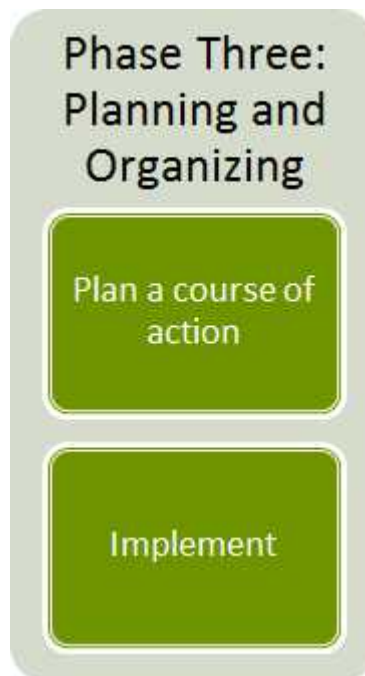 Phase Three:
Planning and
Organizing
Plan a course of
action
Implement